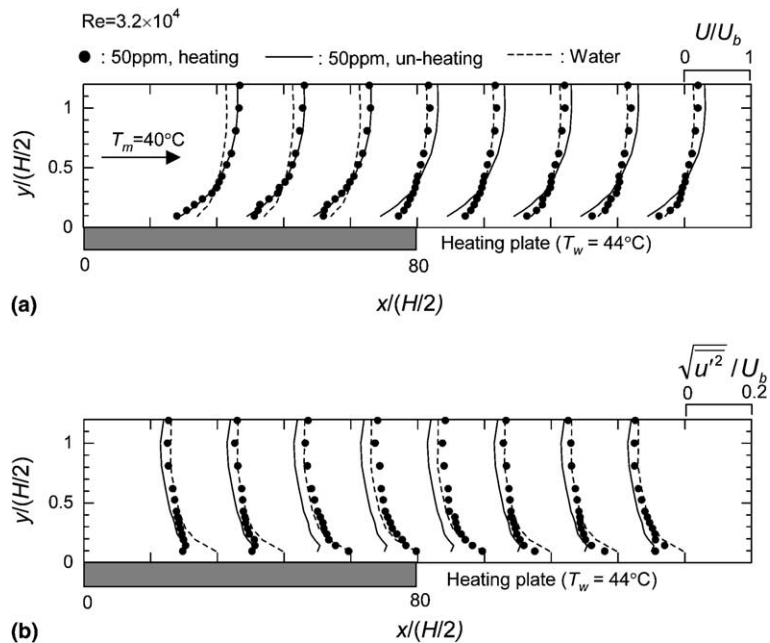 Re=3.2×10⁴
● : 50ppm, heating —— : 50ppm, un-heating ----- : Water
U/U_b
0 1
y/(H/2)
1
0.5
0
T_m=40°C
Heating plate (T_w = 44°C)
0 80
(a)
x/(H/2)
√u'² / U_b
0 0.2
y/(H/2)
1
0.5
0
Heating plate (T_w = 44°C)
0 80
(b)
x/(H/2)